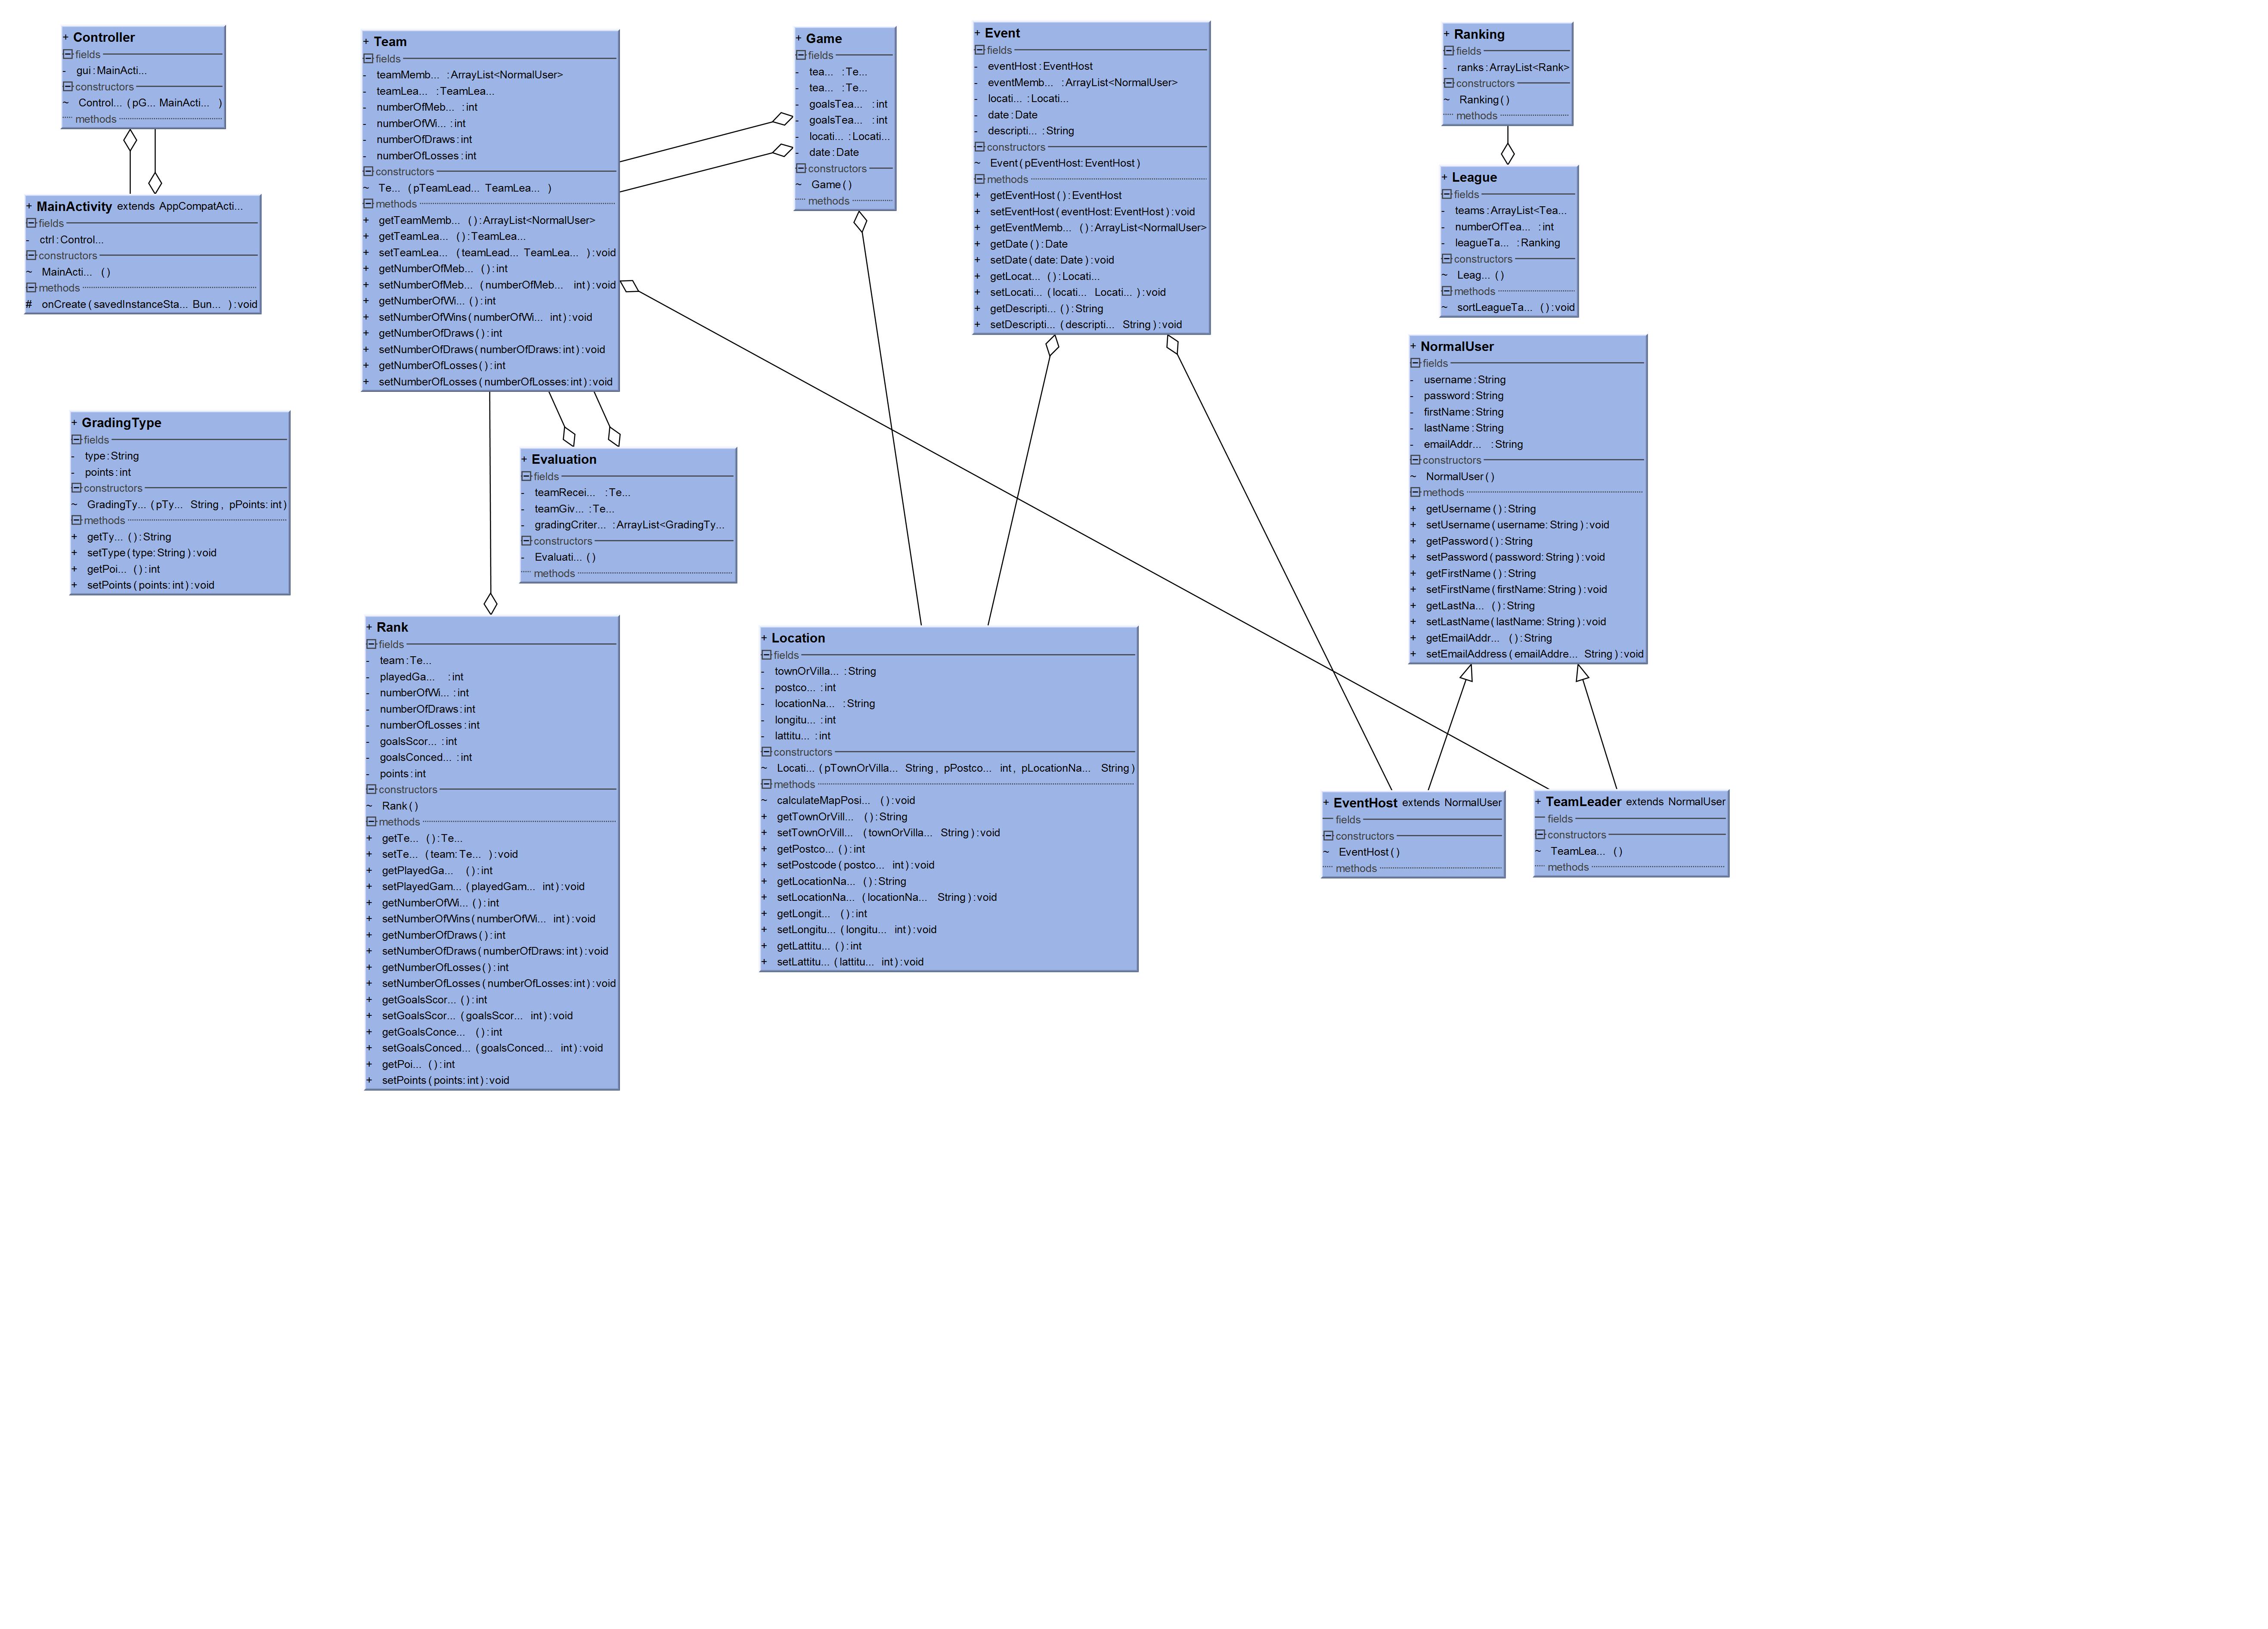 + Controller
fields
- gui : MainActi...
constructors
~ Control... ( pG... MainActi... )
methods
+ MainActivity extends AppCompatActi...
fields
- ctrl : Control...
constructors
~ MainActi... ( )
methods
# onCreate ( savedInstanceSta... Bun... ) : void
+ GradingType
fields
- type : String
- points : int
constructors
~ GradingTy... ( pTy... String , pPoints : int )
methods
+ getTy... ( ) : String
+ setType ( type : String ) : void
+ getPoi... ( ) : int
+ setPoints ( points : int ) : void
+ Team
fields
- teamMemb... : ArrayList<NormalUser>
- teamLea... : TeamLea...
- numberOfMeb... : int
- numberOfWi... : int
- numberOfDraws : int
- numberOfLosses : int
constructors
~ Te... ( pTeamLead... TeamLea... )
methods
+ getTeamMemb... ( ) : ArrayList<NormalUser>
+ getTeamLea... ( ) : TeamLea...
+ setTeamLea... ( teamLead... TeamLea... ) : void
+ getNumberOfMeb... ( ) : int
+ setNumberOfMeb... ( numberOfMeb... int ) : void
+ getNumberOfWi... ( ) : int
+ setNumberOfWins ( numberOfWi... int ) : void
+ getNumberOfDraws ( ) : int
+ setNumberOfDraws ( numberOfDraws : int ) : void
+ getNumberOfLosses ( ) : int
+ setNumberOfLosses ( numberOfLosses : int ) : void
+ Evaluation
fields
- teamRecei... : Te...
- teamGiv... : Te...
- gradingCriter... : ArrayList<GradingTy...
constructors
- Evaluati... ( )
methods
+ Rank
fields
- team : Te...
- playedGa... : int
- numberOfWi... : int
- numberOfDraws : int
- numberOfLosses : int
- goalsScor... : int
- goalsConced... : int
- points : int
constructors
~ Rank ( )
methods
+ getTe... ( ) : Te...
+ setTe... ( team : Te... ) : void
+ getPlayedGa... ( ) : int
+ setPlayedGam... ( playedGam... int ) : void
+ getNumberOfWi... ( ) : int
+ setNumberOfWins ( numberOfWi... int ) : void
+ getNumberOfDraws ( ) : int
+ setNumberOfDraws ( numberOfDraws : int ) : void
+ getNumberOfLosses ( ) : int
+ setNumberOfLosses ( numberOfLosses : int ) : void
+ getGoalsScor... ( ) : int
+ setGoalsScor... ( goalsScor... int ) : void
+ getGoalsConce... ( ) : int
+ setGoalsConced... ( goalsConced... int ) : void
+ getPoi... ( ) : int
+ setPoints ( points : int ) : void
+ Game
fields
- tea... : Te...
- tea... : Te...
- goalsTea... : int
- goalsTea... : int
- locati... : Locati...
- date : Date
constructors
~ Game ( )
methods
+ Event
fields
- eventHost : EventHost
- eventMemb... : ArrayList<NormalUser>
- locati... : Locati...
- date : Date
- descripti... : String
constructors
~ Event ( pEventHost : EventHost )
methods
+ getEventHost ( ) : EventHost
+ setEventHost ( eventHost : EventHost ) : void
+ getEventMemb... ( ) : ArrayList<NormalUser>
+ getDate ( ) : Date
+ setDate ( date : Date ) : void
+ getLocat... ( ) : Locati...
+ setLocati... ( locati... Locati... ) : void
+ getDescripti... ( ) : String
+ setDescripti... ( descripti... String ) : void
+ Location
fields
- townOrVilla... : String
- postco... : int
- locationNa... : String
- longitu... : int
- lattitu... : int
constructors
~ Locati... ( pTownOrVilla... String , pPostco... int , pLocationNa... String )
methods
~ calculateMapPosi... ( ) : void
+ getTownOrVill... ( ) : String
+ setTownOrVill... ( townOrVilla... String ) : void
+ getPostco... ( ) : int
+ setPostcode ( postco... int ) : void
+ getLocationNa... ( ) : String
+ setLocationNa... ( locationNa... String ) : void
+ getLongit... ( ) : int
+ setLongitu... ( longitu... int ) : void
+ getLattitu... ( ) : int
+ setLattitu... ( lattitu... int ) : void
+ Ranking
fields
- ranks : ArrayList<Rank>
constructors
~ Ranking ( )
methods
+ League
fields
- teams : ArrayList<Tea...
- numberOfTea... : int
- leagueTa... : Ranking
constructors
~ Leag... ( )
methods
~ sortLeagueTa... ( ) : void
+ NormalUser
fields
- username : String
- password : String
- firstName : String
- lastName : String
- emailAddr... : String
constructors
~ NormalUser ( )
methods
+ getUsername ( ) : String
+ setUsername ( username : String ) : void
+ getPassword ( ) : String
+ setPassword ( password : String ) : void
+ getFirstName ( ) : String
+ setFirstName ( firstName : String ) : void
+ getLastNa... ( ) : String
+ setLastName ( lastName : String ) : void
+ getEmailAddr... ( ) : String
+ setEmailAddress ( emailAddre... String ) : void
+ EventHost extends NormalUser
fields
constructors
~ EventHost ( )
methods
+ TeamLeader extends NormalUser
fields
constructors
~ TeamLea... ( )
methods